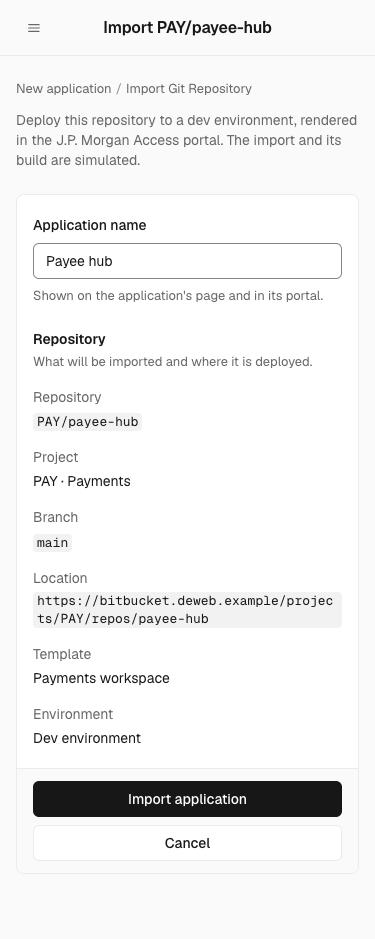 Import PAY/payee-hub
New application / Import Git Repository
Deploy this repository to a dev environment, rendered
in the J.P. Morgan Access portal. The import and its
build are simulated.
Application name
Payee hub
Shown on the application's page and in its portal.
Repository
What will be imported and where it is deployed.
Repository
PAY/payee-hub
Project
PAY · Payments
Branch
main
Location
https://bitbucket.deweb.example/projec
ts/PAY/repos/payee-hub
Template
Payments workspace
Environment
Dev environment
Import application
Cancel